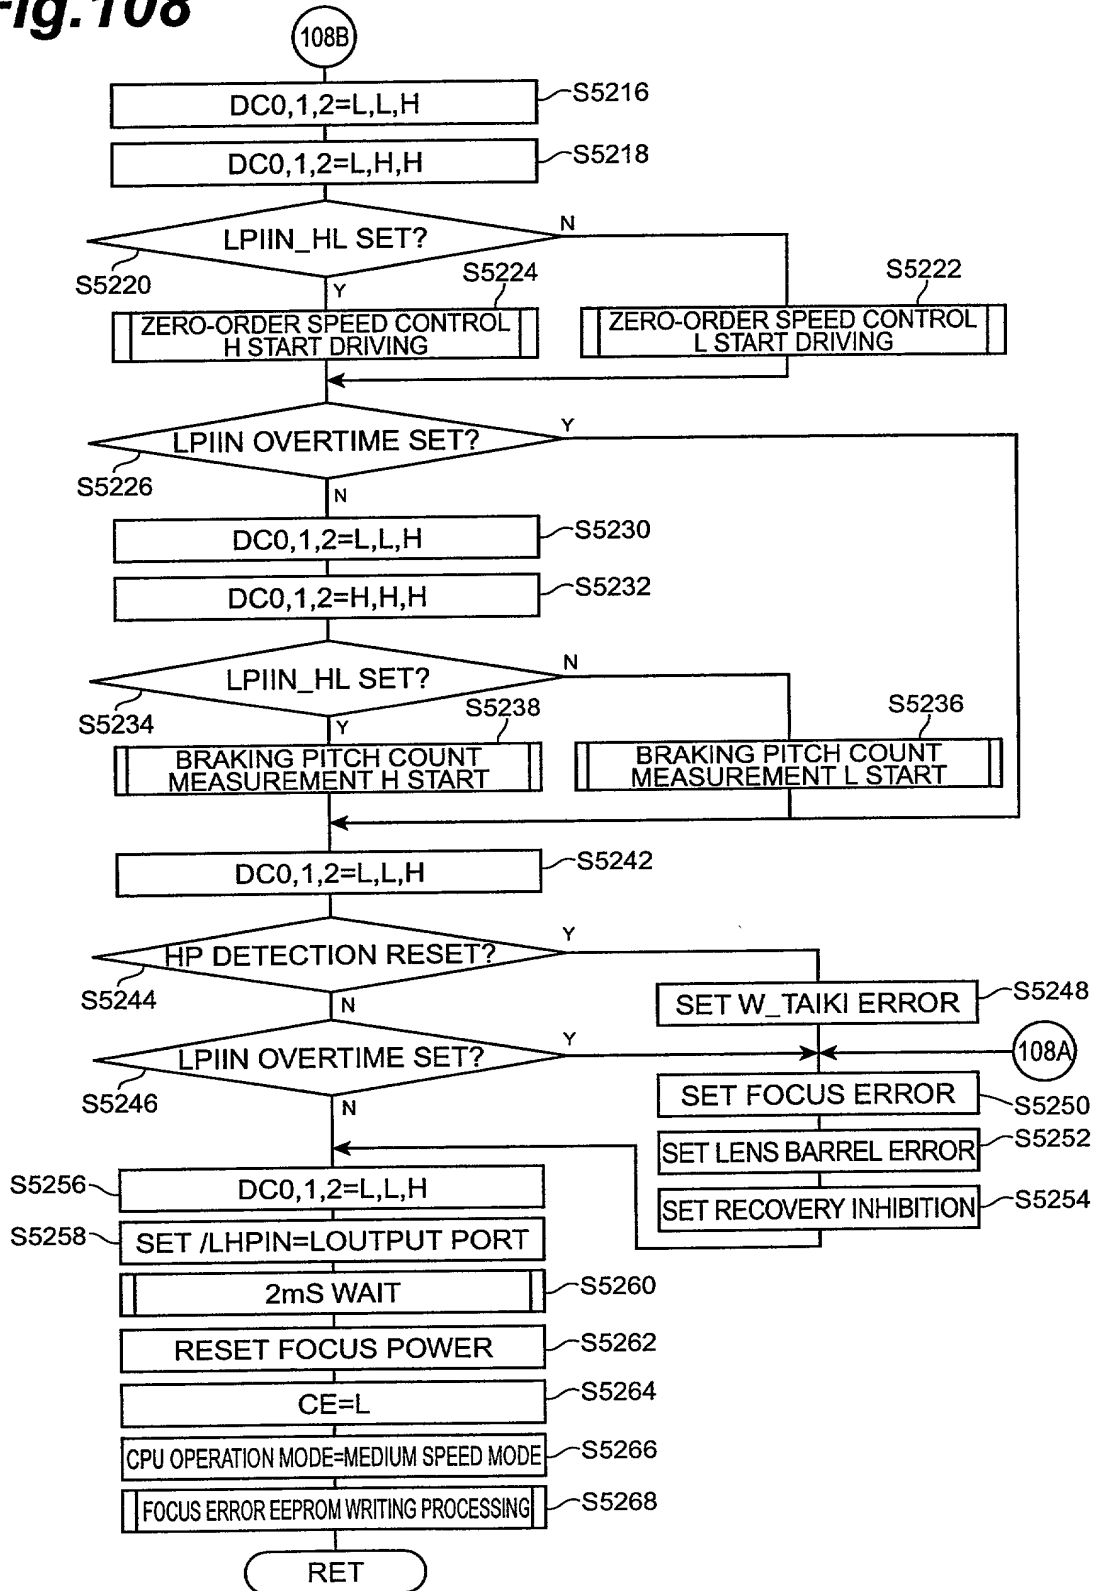 Fig.108
108B
DC0,1,2=L,L,H
S5216
DC0,1,2=L,H,H
S5218
LPIIN_HL SET?
N
S5220
Y
S5224
S5222
ZERO-ORDER SPEED CONTROL
H START DRIVING
ZERO-ORDER SPEED CONTROL
L START DRIVING
LPIIN OVERTIME SET?
Y
S5226
N
DC0,1,2=L,L,H
S5230
DC0,1,2=H,H,H
S5232
LPIIN_HL SET?
N
S5234
Y
S5238
S5236
BRAKING PITCH COUNT
MEASUREMENT H START
BRAKING PITCH COUNT
MEASUREMENT L START
DC0,1,2=L,L,H
S5242
HP DETECTION RESET?
Y
S5244
N
SET W_TAIKI ERROR
S5248
LPIIN OVERTIME SET?
Y
108A
S5246
N
SET FOCUS ERROR
S5250
SET LENS BARREL ERROR
S5252
SET RECOVERY INHIBITION
S5254
S5256
DC0,1,2=L,L,H
S5258
SET /LHPIN=LOUTPUT PORT
2mS WAIT
S5260
RESET FOCUS POWER
S5262
CE=L
S5264
CPU OPERATION MODE=MEDIUM SPEED MODE
S5266
FOCUS ERROR EEPROM WRITING PROCESSING
S5268
RET